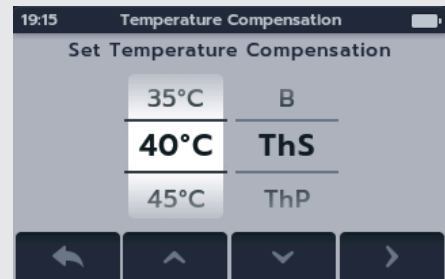 19:15 Temperature Compensation
Set Temperature Compensation
35°C B
40°C ThS
45°C ThP